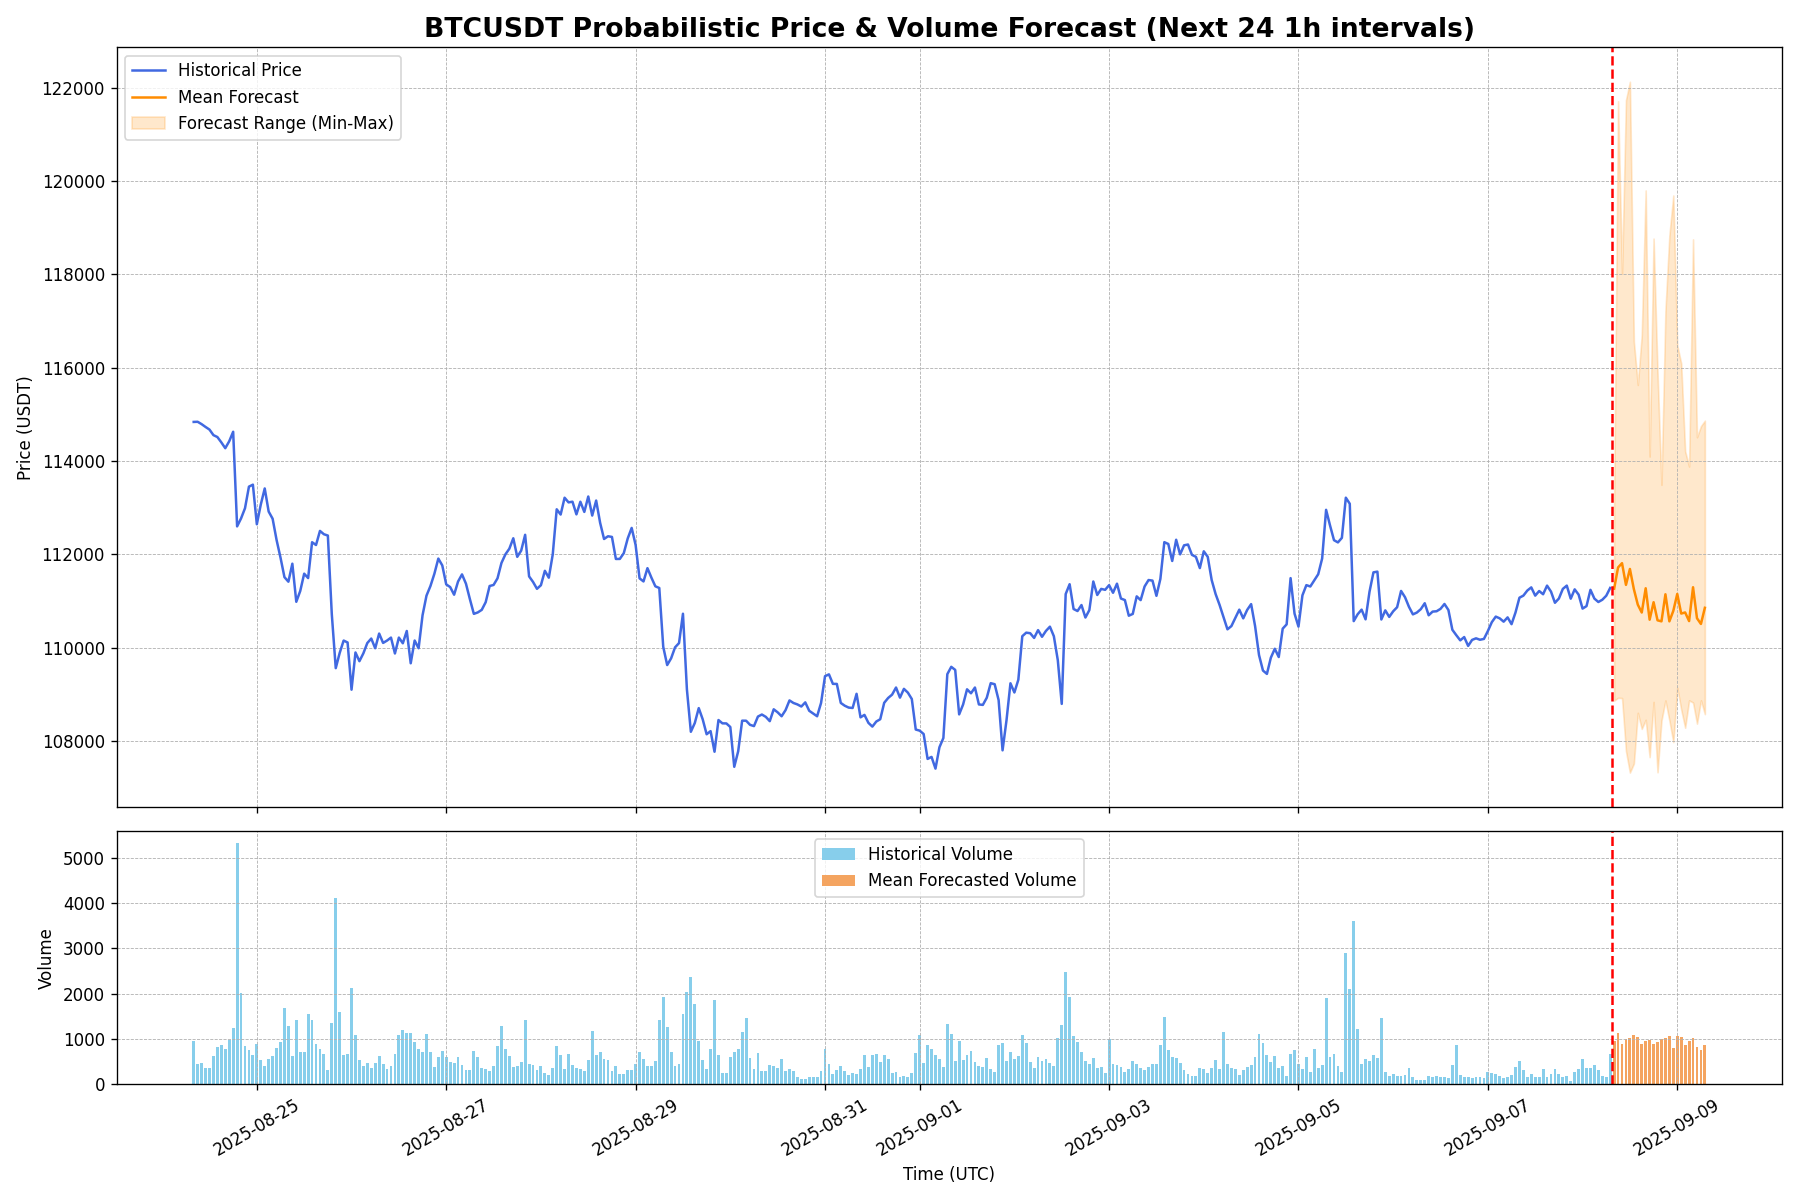 BTCUSDT Probabilistic Price & Volume Forecast (Next 24 1h intervals)
Historical Price
Mean Forecast
Forecast Range (Min-Max)
Price (USDT)
122000
120000
118000
116000
114000
112000
110000
108000
Historical Volume
Mean Forecasted Volume
Volume
5000
4000
3000
2000
1000
0
2025-08-25
2025-08-27
2025-08-29
2025-08-31
2025-09-01
2025-09-03
2025-09-05
2025-09-07
2025-09-09
Time (UTC)